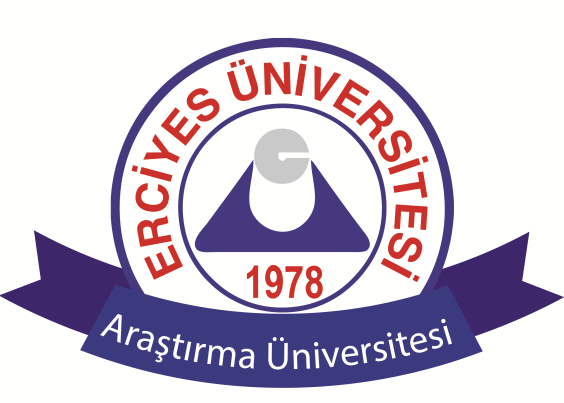 ERCİYES ÜNİVERSİTESİ
1978
Araştırma Üniversitesi